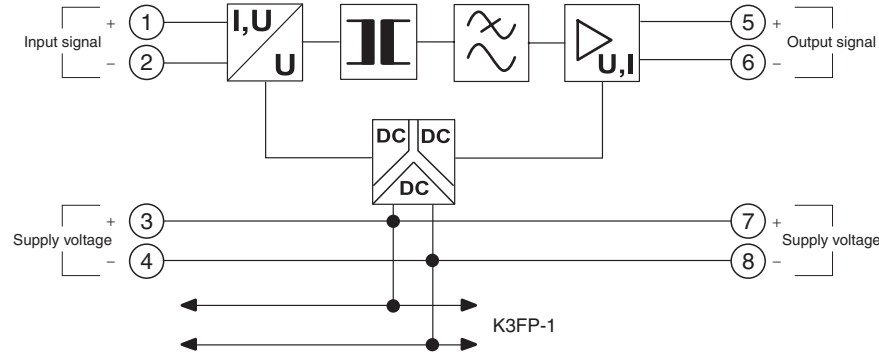 + 1
I,U
5 +
Input signal
Output signal
- 2
U
U,I
6 -
DC DC
DC
+ 3
7 +
Supply voltage
Supply voltage
- 4
8 -
K3FP-1